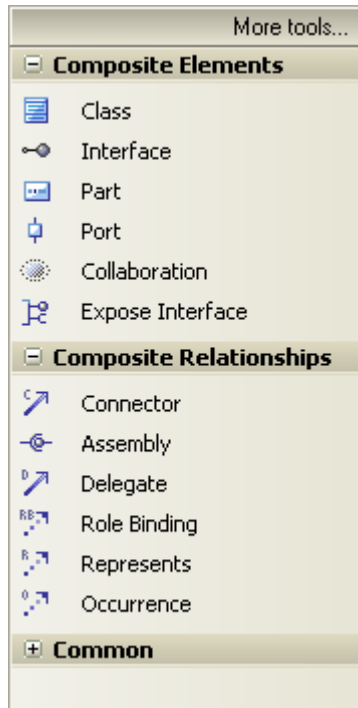 More tools...
Composite Elements
Class
Interface
Part
Port
Collaboration
Expose Interface
Composite Relationships
C Connector
Assembly
D Delegate
RB Role Binding
R Represents
O Occurrence
Common